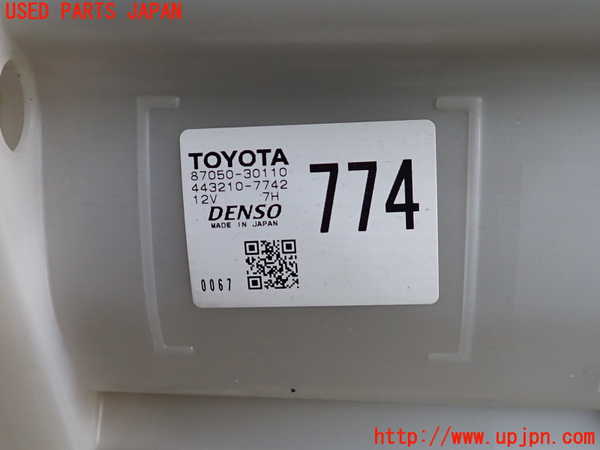 USED PARTS JAPAN
TOYOTA
87050-30110
443210-7742
12V 7H
DENSO
MADE IN JAPAN
774
0067
http://www.upjpn.com/